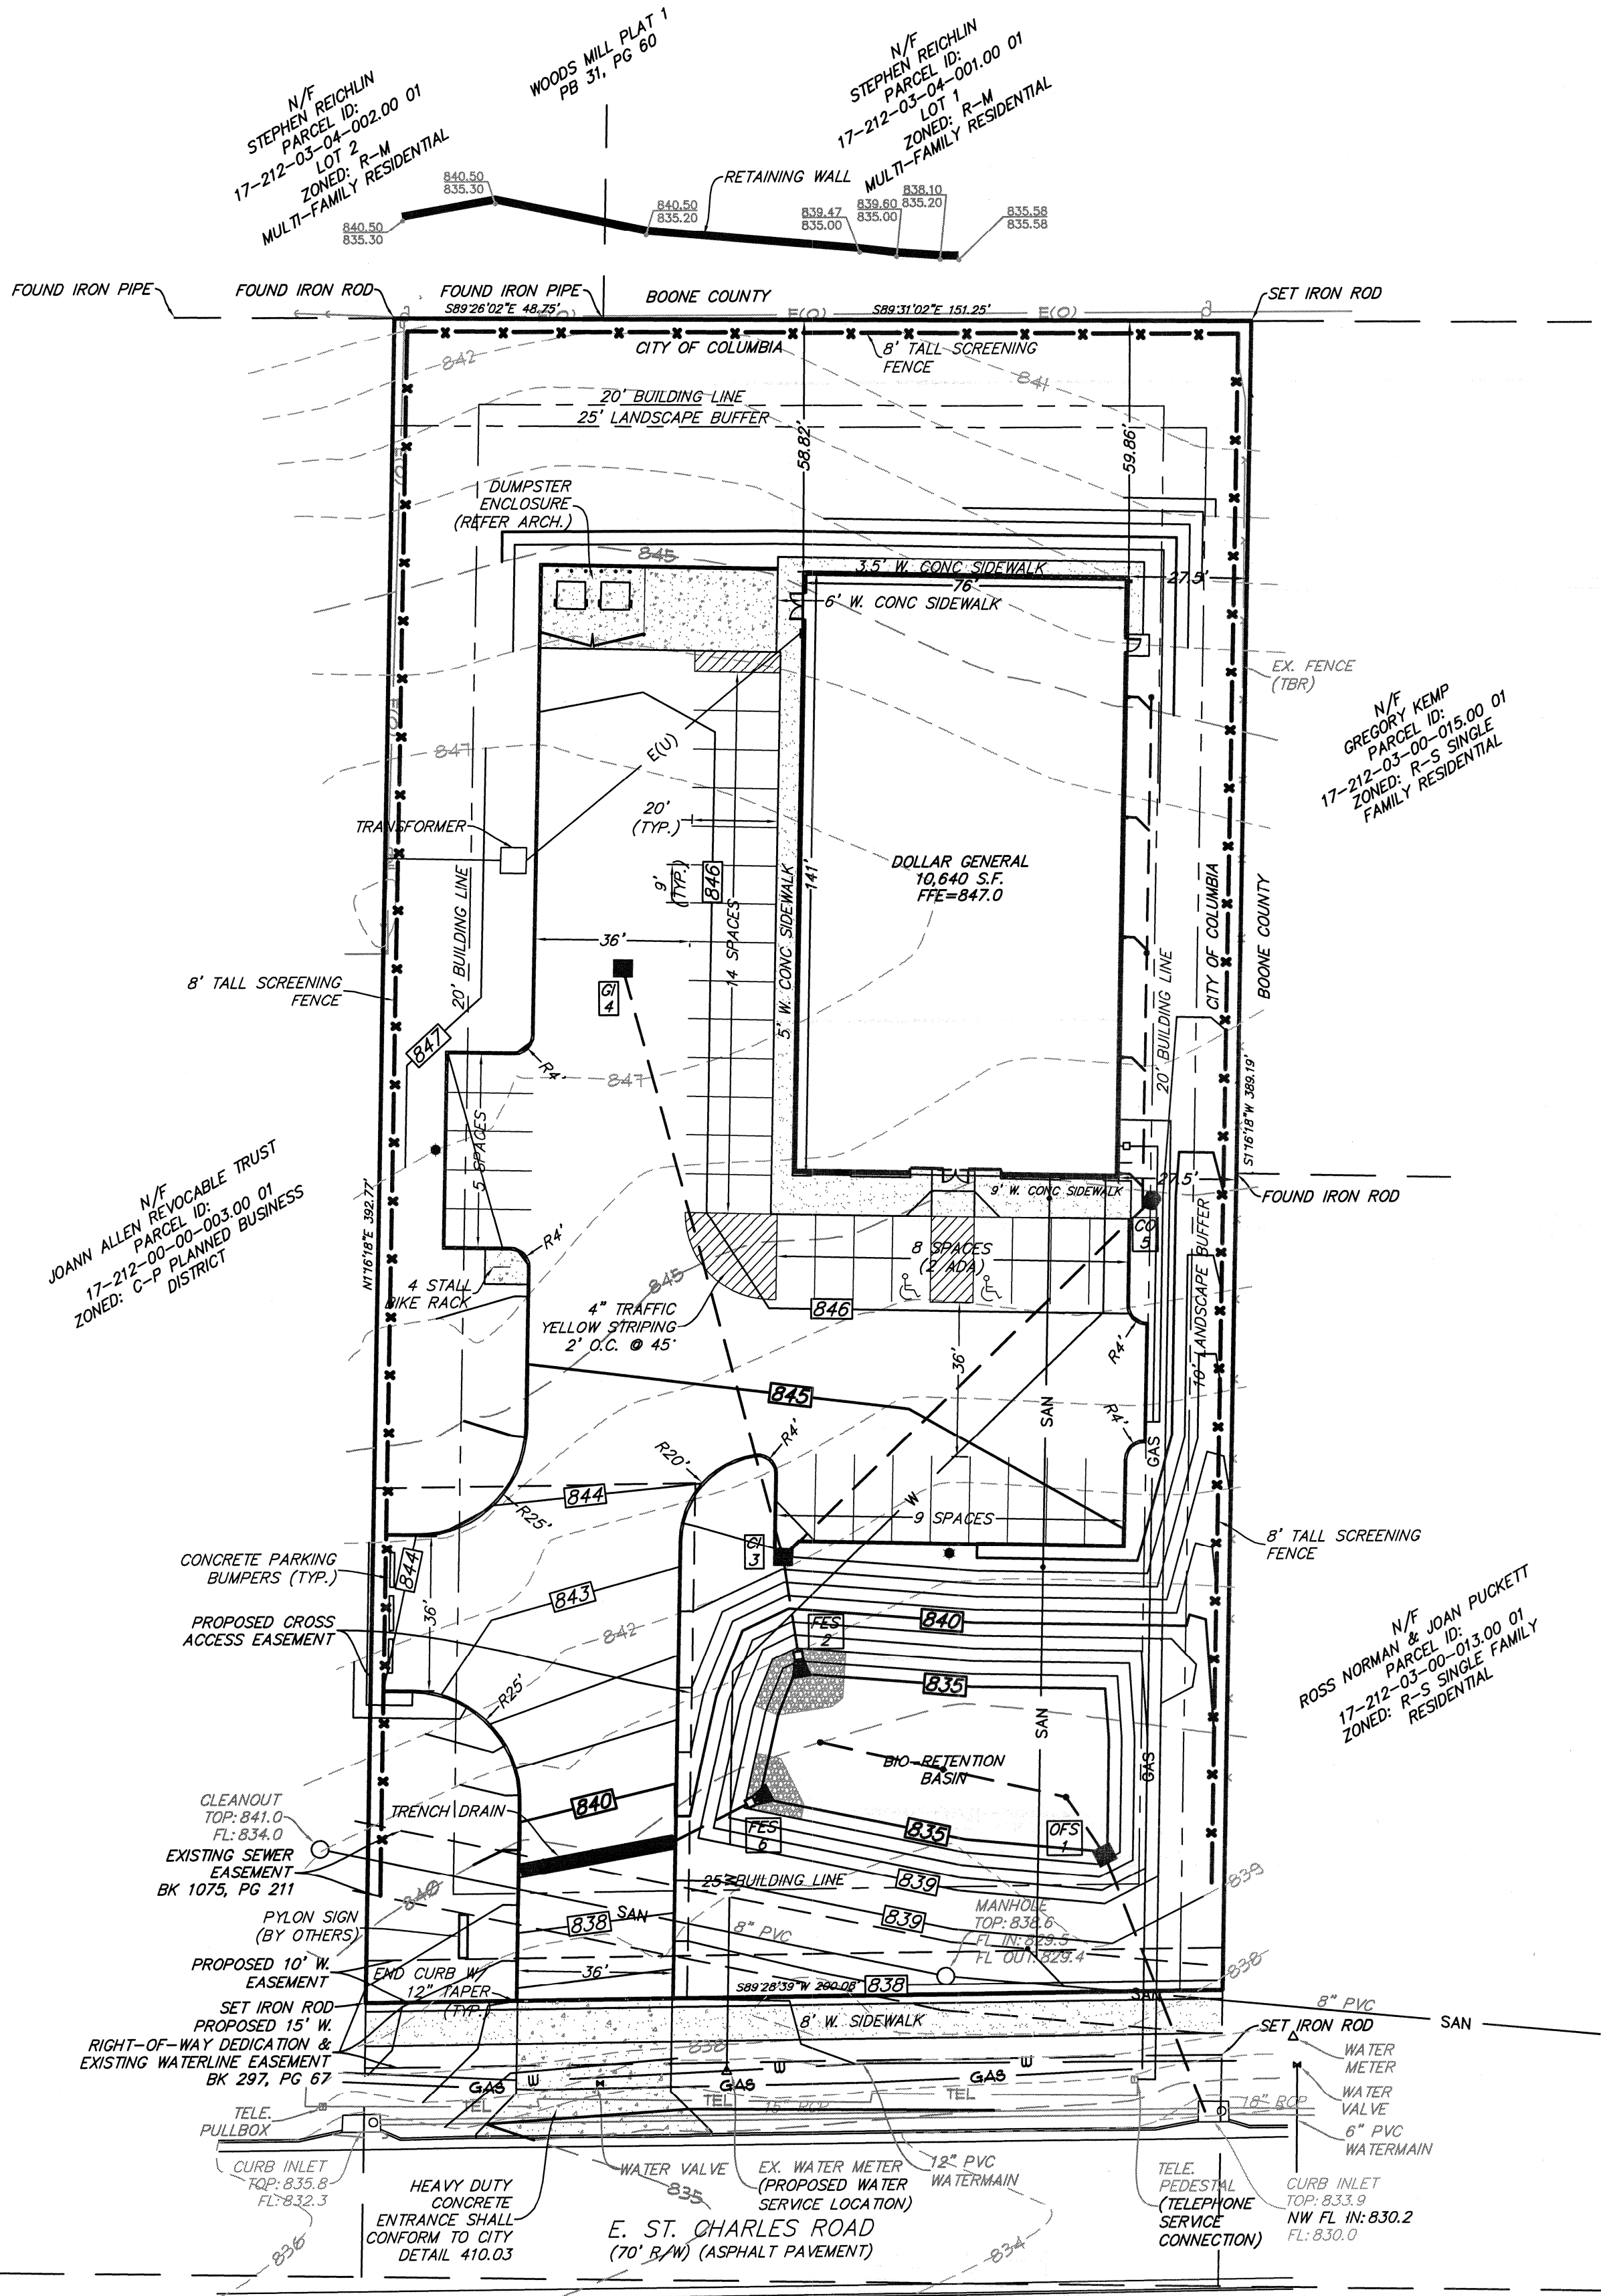 N/F
STEPHEN REICHLIN
PARCEL ID:
17-212-03-04-002.00 01
LOT 2
ZONED: R-M
MULTI-FAMILY RESIDENTIAL
WOODS MILL PLAT 1
PB 31, PG 60
N/F
STEPHEN REICHLIN
PARCEL ID:
17-212-03-04-001.00 01
LOT 1
ZONED: R-M
MULTI-FAMILY RESIDENTIAL
840.50
835.30
840.50
835.30
RETAINING WALL
840.50
835.20
839.47
835.00
839.60
835.00
838.10
835.20
835.58
835.58
FOUND IRON PIPE
FOUND IRON ROD
FOUND IRON PIPE
S89°26'02"E 48.75'
BOONE COUNTY
S89°31'02"E 151.25'
SET IRON ROD
E(O)
E(O)
E(O)
CITY OF COLUMBIA
8' TALL SCREENING
FENCE
842
841
20' BUILDING LINE
25' LANDSCAPE BUFFER
58.82'
59.86'
E(O)
DUMPSTER
ENCLOSURE
(REFER ARCH.)
845
3.5' W. CONC SIDEWALK
76'
27.5'
6' W. CONC SIDEWALK
EX. FENCE
(TBR)
N/F
GREGORY KEMP
PARCEL ID:
17-212-03-00-015.00 01
ZONED: R-S SINGLE
FAMILY RESIDENTIAL
E(O)
847
E(U)
20'
(TYP.)
TRANSFORMER
9'
(TYP.)
846
141'
DOLLAR GENERAL
10,640 S.F.
FFE=847.0
20' BUILDING LINE
36'
14 SPACES
5' W. CONC SIDEWALK
CITY OF COLUMBIA
BOONE COUNTY
20' BUILDING LINE
8' TALL SCREENING
FENCE
GI
4
847
R4'
847
S1°16'18"W 389.19'
5 SPACES
N/F
JOANN ALLEN REVOCABLE TRUST
PARCEL ID:
17-212-00-00-003.00 01
ZONED: C-P PLANNED BUSINESS
DISTRICT
N1°16'18"E 392.77'
9' W. CONC SIDEWALK
27.5'
FOUND IRON ROD
CO
5
R4'
8 SPACES
(2 ADA)
4 STALL
BIKE RACK
845
4" TRAFFIC
YELLOW STRIPING
2' O.C. @ 45°
846
10' LANDSCAPE BUFFER
R4'
36'
845
SAN
R4'
GAS
R20'
R4'
844
R25'
W
9 SPACES
CI
3
8' TALL SCREENING
FENCE
CONCRETE PARKING
BUMPERS (TYP.)
844
36'
843
PROPOSED CROSS
ACCESS EASEMENT
842
FES
2
840
N/F
ROSS NORMAN & JOAN PUCKETT
PARCEL ID:
17-212-03-00-013.00 01
ZONED: R-S SINGLE FAMILY
RESIDENTIAL
R25'
835
SAN
BIO-RETENTION
BASIN
GAS
CLEANOUT
TOP: 841.0
FL: 834.0
TRENCH DRAIN
840
FES
6
835
OFS
1
EXISTING SEWER
EASEMENT
BK 1075, PG 211
25' BUILDING LINE
839
839
840
PYLON SIGN
(BY OTHERS)
838
SAN
8" PVC
839
MANHOLE
TOP: 838.6
FL IN: 829.5
FL OUT: 829.4
838
PROPOSED 10' W.
EASEMENT
END CURB W/
12" TAPER
(TYP.)
36'
S89°28'39"W 200.08'
838
SAN
8" PVC
SAN
SET IRON ROD
PROPOSED 15' W.
RIGHT-OF-WAY DEDICATION &
EXISTING WATERLINE EASEMENT
BK 297, PG 67
8' W. SIDEWALK
SET IRON ROD
WATER
METER
838
W
W
W
GAS
GAS
GAS
TEL
TEL
TEL
15" RCP
18" RCP
WATER
VALVE
TELE.
PULLBOX
6" PVC
WATERMAIN
CURB INLET
TOP: 835.8
FL: 832.3
WATER VALVE
835
EX. WATER METER
(PROPOSED WATER
SERVICE LOCATION)
12" PVC
WATERMAIN
TELE.
PEDESTAL
(TELEPHONE
SERVICE
CONNECTION)
CURB INLET
TOP: 833.9
NW FL IN: 830.2
FL: 830.0
HEAVY DUTY
CONCRETE
ENTRANCE SHALL
CONFORM TO CITY
DETAIL 410.03
836
E. ST. CHARLES ROAD
(70' R/W) (ASPHALT PAVEMENT)
834